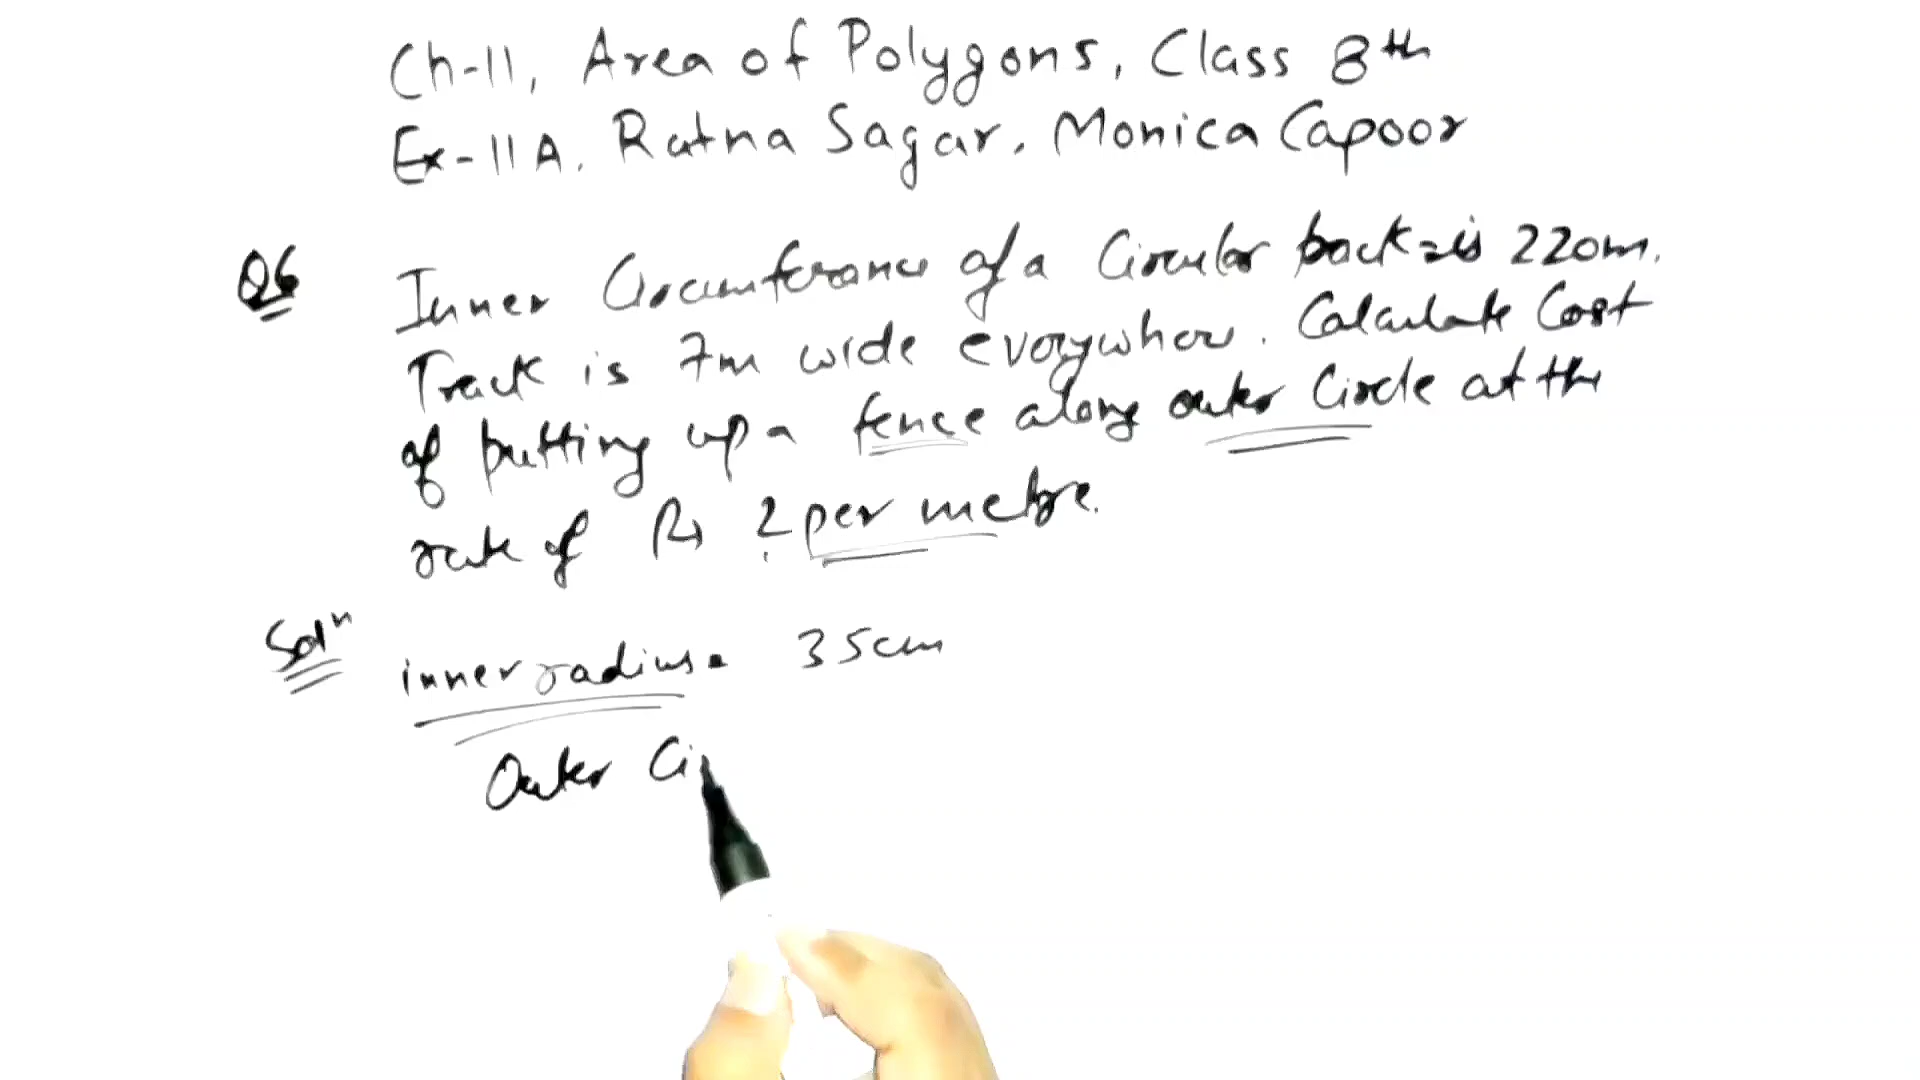 Ch-11, Area of Polygons, Class 8th
Ex-11A. Ratna Sagar. Monica Capoor
Q6 Inner Circumference of a Circular is 220m.
Track is 7m wide everywhere. Calculate Cost
of putting up a fence along outer Circle at the
rate of Rs 2 per metre.
Soln inner radius = 35cm
Outer Ci